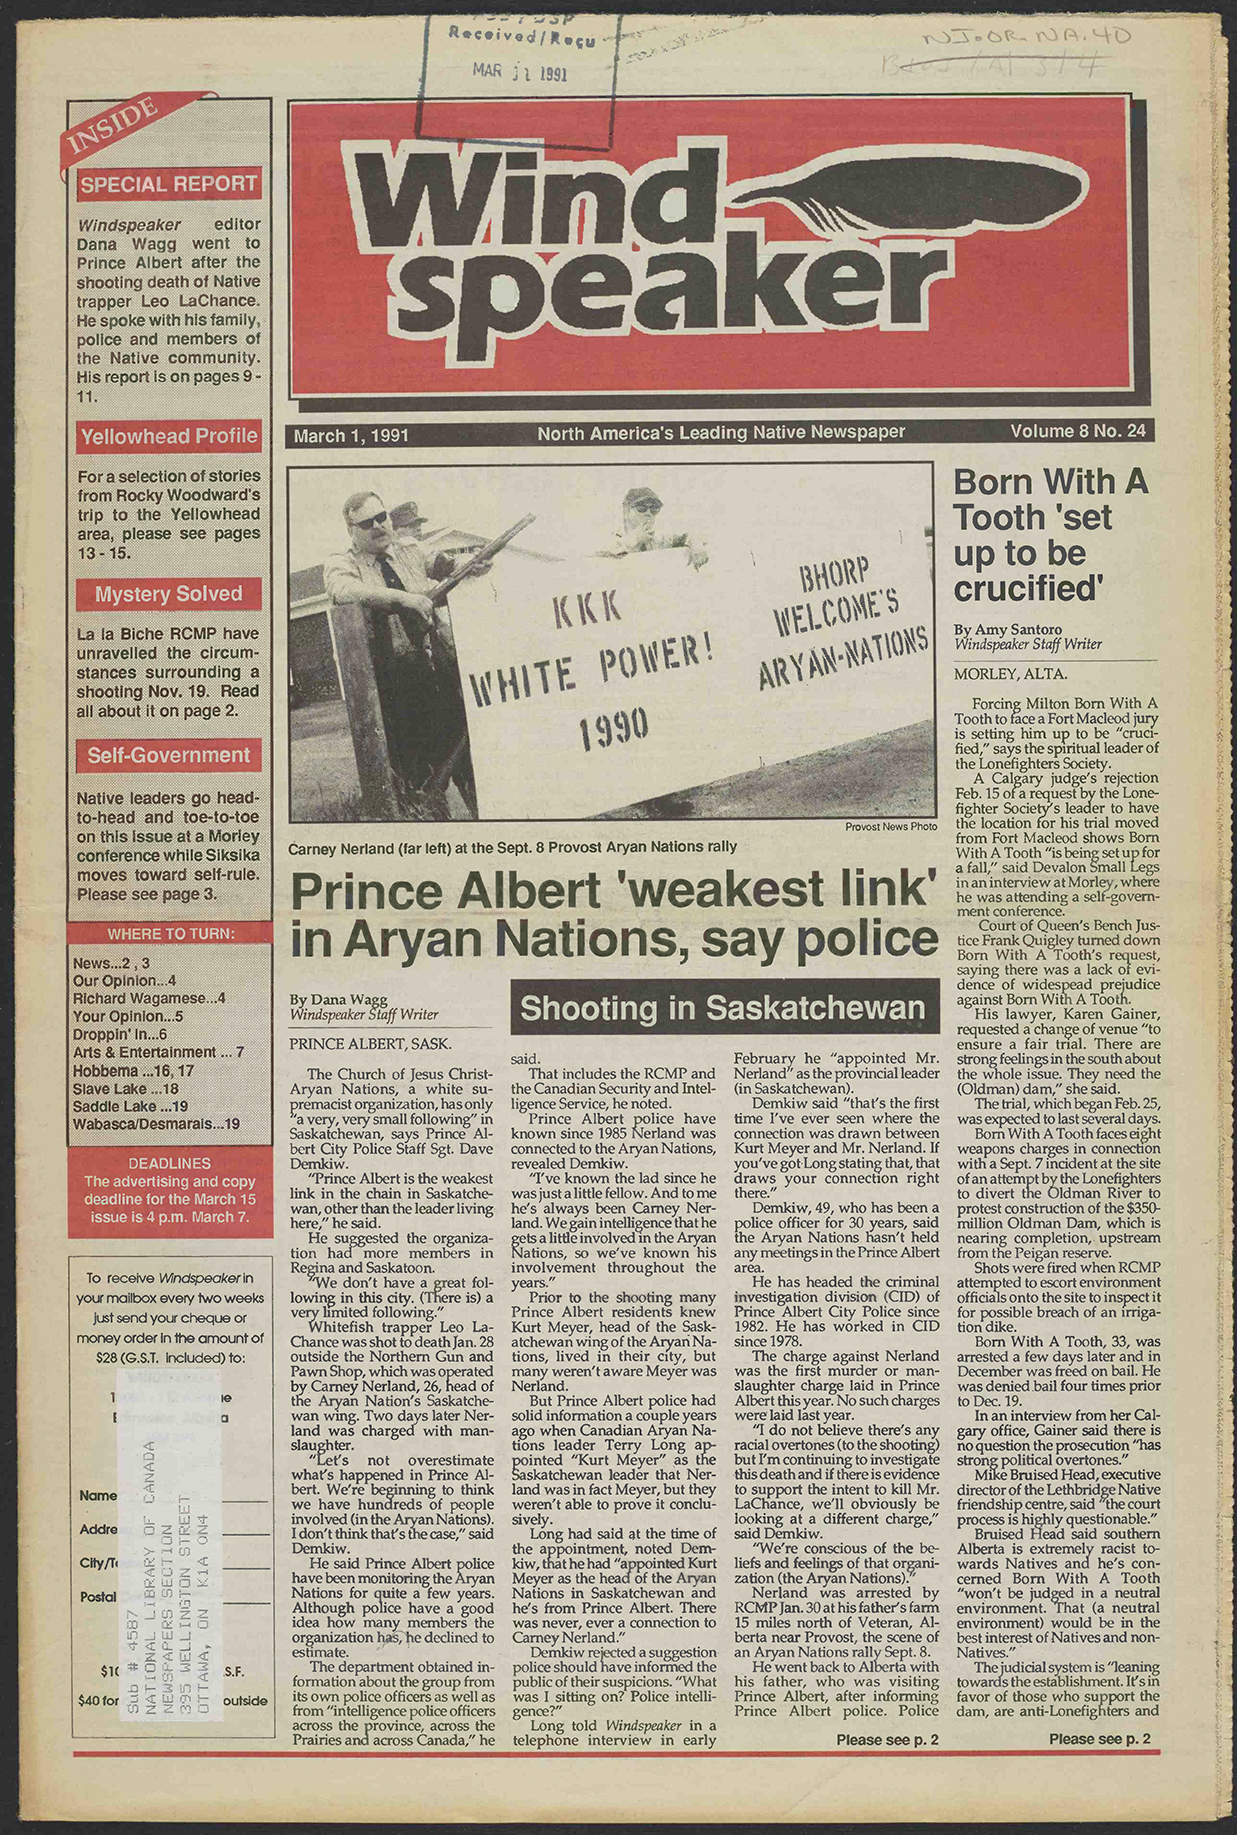 Received/Reçu
MAR 11 1991
NJ.OR.NA.40
INSIDE
SPECIAL REPORT
Windspeaker editor
Dana Wagg went to
Prince Albert after the
shooting death of Native
trapper Leo LaChance.
He spoke with his family,
police and members of
the Native community.
His report is on pages 9 -
11.
Yellowhead Profile
For a selection of stories
from Rocky Woodward's
trip to the Yellowhead
area, please see pages
13 - 15.
Mystery Solved
La la Biche RCMP have
unravelled the circum-
stances surrounding a
shooting Nov. 19. Read
all about it on page 2.
Self-Government
Native leaders go head-
to-head and toe-to-toe
on this issue at a Morley
conference while Siksika
moves toward self-rule.
Please see page 3.
WHERE TO TURN:
News...2 , 3
Our Opinion...4
Richard Wagamese...4
Your Opinion...5
Droppin' In...6
Arts & Entertainment ... 7
Hobbema ...16, 17
Slave Lake ...18
Saddle Lake ...19
Wabasca/Desmarais...19
DEADLINES
The advertising and copy
deadline for the March 15
issue is 4 p.m. March 7.
To receive Windspeaker in
your mailbox every two weeks
just send your cheque or
money order in the amount of
$28 (G.S.T. included) to:
Name
Addre
City/T
Postal
$10
S.F.
$40 for
outside
Sub # 4587
NATIONAL LIBRARY OF CANADA
NEWSPAPERS SECTION
395 WELLINGTON STREET
OTTAWA, ON K1A 0N4
Wind
speaker
March 1, 1991 North America's Leading Native Newspaper Volume 8 No. 24
KKK
WHITE POWER!
1990
BHORP
WELCOME'S
ARYAN-NATIONS
Provost News Photo
Carney Nerland (far left) at the Sept. 8 Provost Aryan Nations rally
Prince Albert 'weakest link'
in Aryan Nations, say police
By Dana Wagg
Windspeaker Staff Writer
Shooting in Saskatchewan
PRINCE ALBERT, SASK.
The Church of Jesus Christ-
Aryan Nations, a white su-
premacist organization, has only
"a very, very small following" in
Saskatchewan, says Prince Al-
bert City Police Staff Sgt. Dave
Demkiw.
"Prince Albert is the weakest
link in the chain in Saskatche-
wan, other than the leader living
here," he said.
He suggested the organiza-
tion had more members in
Regina and Saskatoon.
"We don't have a great fol-
lowing in this city. (There is) a
very limited following."
Whitefish trapper Leo La-
Chance was shot to death Jan. 28
outside the Northern Gun and
Pawn Shop, which was operated
by Carney Nerland, 26, head of
the Aryan Nation's Saskatche-
wan wing. Two days later Ner-
land was charged with man-
slaughter.
"Let's not overestimate
what's happened in Prince Al-
bert. We're beginning to think
we have hundreds of people
involved (in the Aryan Nations).
I don't think that's the case," said
Demkiw.
He said Prince Albert police
have been monitoring the Aryan
Nations for quite a few years.
Although police have a good
idea how many members the
organization has, he declined to
estimate.
The department obtained in-
formation about the group from
its own police officers as well as
from "intelligence police officers
across the province, across the
Prairies and across Canada," he
said.
That includes the RCMP and
the Canadian Security and Intel-
ligence Service, he noted.
Prince Albert police have
known since 1985 Nerland was
connected to the Aryan Nations,
revealed Demkiw.
"I've known the lad since he
was just a little fellow. And to me
he's always been Carney Ner-
land. We gain intelligence that he
gets a little involved in the Aryan
Nations, so we've known his
involvement throughout the
years."
Prior to the shooting many
Prince Albert residents knew
Kurt Meyer, head of the Sask-
atchewan wing of the Aryan Na-
tions, lived in their city, but
many weren't aware Meyer was
Nerland.
But Prince Albert police had
solid information a couple years
ago when Canadian Aryan Na-
tions leader Terry Long ap-
pointed "Kurt Meyer" as the
Saskatchewan leader that Ner-
land was in fact Meyer, but they
weren't able to prove it conclu-
sively.
Long had said at the time of
the appointment, noted Dem-
kiw, that he had "appointed Kurt
Meyer as the head of the Aryan
Nations in Saskatchewan and
he's from Prince Albert. There
was never, ever a connection to
Carney Nerland."
Demkiw rejected a suggestion
police should have informed the
public of their suspicions. "What
was I sitting on? Police intelli-
gence?"
Long told Windspeaker in a
telephone interview in early
February he "appointed Mr.
Nerland" as the provincial leader
(in Saskatchewan).
Demkiw said "that's the first
time I've ever seen where the
connection was drawn between
Kurt Meyer and Mr. Nerland. If
you've got Long stating that, that
draws your connection right
there."
Demkiw, 49, who has been a
police officer for 30 years, said
the Aryan Nations hasn't held
any meetings in the Prince Albert
area.
He has headed the criminal
investigation division (CID) of
Prince Albert City Police since
1982. He has worked in CID
since 1978.
The charge against Nerland
was the first murder or man-
slaughter charge laid in Prince
Albert this year. No such charges
were laid last year.
"I do not believe there's any
racial overtones (to the shooting)
but I'm continuing to investigate
this death and if there is evidence
to support the intent to kill Mr.
LaChance, we'll obviously be
looking at a different charge,"
said Demkiw.
"We're conscious of the be-
liefs and feelings of that organi-
zation (the Aryan Nations)."
Nerland was arrested by
RCMP Jan. 30 at his father's farm
15 miles north of Veteran, Al-
berta near Provost, the scene of
an Aryan Nations rally Sept. 8.
He went back to Alberta with
his father, who was visiting
Prince Albert, after informing
Prince Albert police. Police
Please see p. 2
Born With A
Tooth 'set
up to be
crucified'
By Amy Santoro
Windspeaker Staff Writer
MORLEY, ALTA.
Forcing Milton Born With A
Tooth to face a Fort Macleod jury
is setting him up to be "cruci-
fied," says the spiritual leader of
the Lonefighters Society.
A Calgary judge's rejection
Feb. 15 of a request by the Lone-
fighter Society's leader to have
the location for his trial moved
from Fort Macleod shows Born
With A Tooth "is being set up for
a fall," said Devalon Small Legs
in an interview at Morley, where
he was attending a self-govern-
ment conference.
Court of Queen's Bench Jus-
tice Frank Quigley turned down
Born With A Tooth's request,
saying there was a lack of evi-
dence of widespread prejudice
against Born With A Tooth.
His lawyer, Karen Gainer,
requested a change of venue "to
ensure a fair trial. There are
strong feelings in the south about
the whole issue. They need the
(Oldman) dam," she said.
The trial, which began Feb. 25,
was expected to last several days.
Born With A Tooth faces eight
weapons charges in connection
with a Sept. 7 incident at the site
of an attempt by the Lonefighters
to divert the Oldman River to
protest construction of the $350-
million Oldman Dam, which is
nearing completion, upstream
from the Peigan reserve.
Shots were fired when RCMP
attempted to escort environment
officials onto the site to inspect it
for possible breach of an irriga-
tion dike.
Born With A Tooth, 33, was
arrested a few days later and in
December was freed on bail. He
was denied bail four times prior
to Dec. 19.
In an interview from her Cal-
gary office, Gainer said there is
no question the prosecution "has
strong political overtones."
Mike Bruised Head, executive
director of the Lethbridge Native
friendship centre, said "the court
process is highly questionable."
Bruised Head said southern
Alberta is extremely racist to-
wards Natives and he's con-
cerned Born With A Tooth
"won't be judged in a neutral
environment. That (a neutral
environment) would be in the
best interest of Natives and non-
Natives."
The judicial system is "leaning
towards the establishment. It's in
favor of those who support the
dam, are anti-Lonefighters and
Please see p. 2